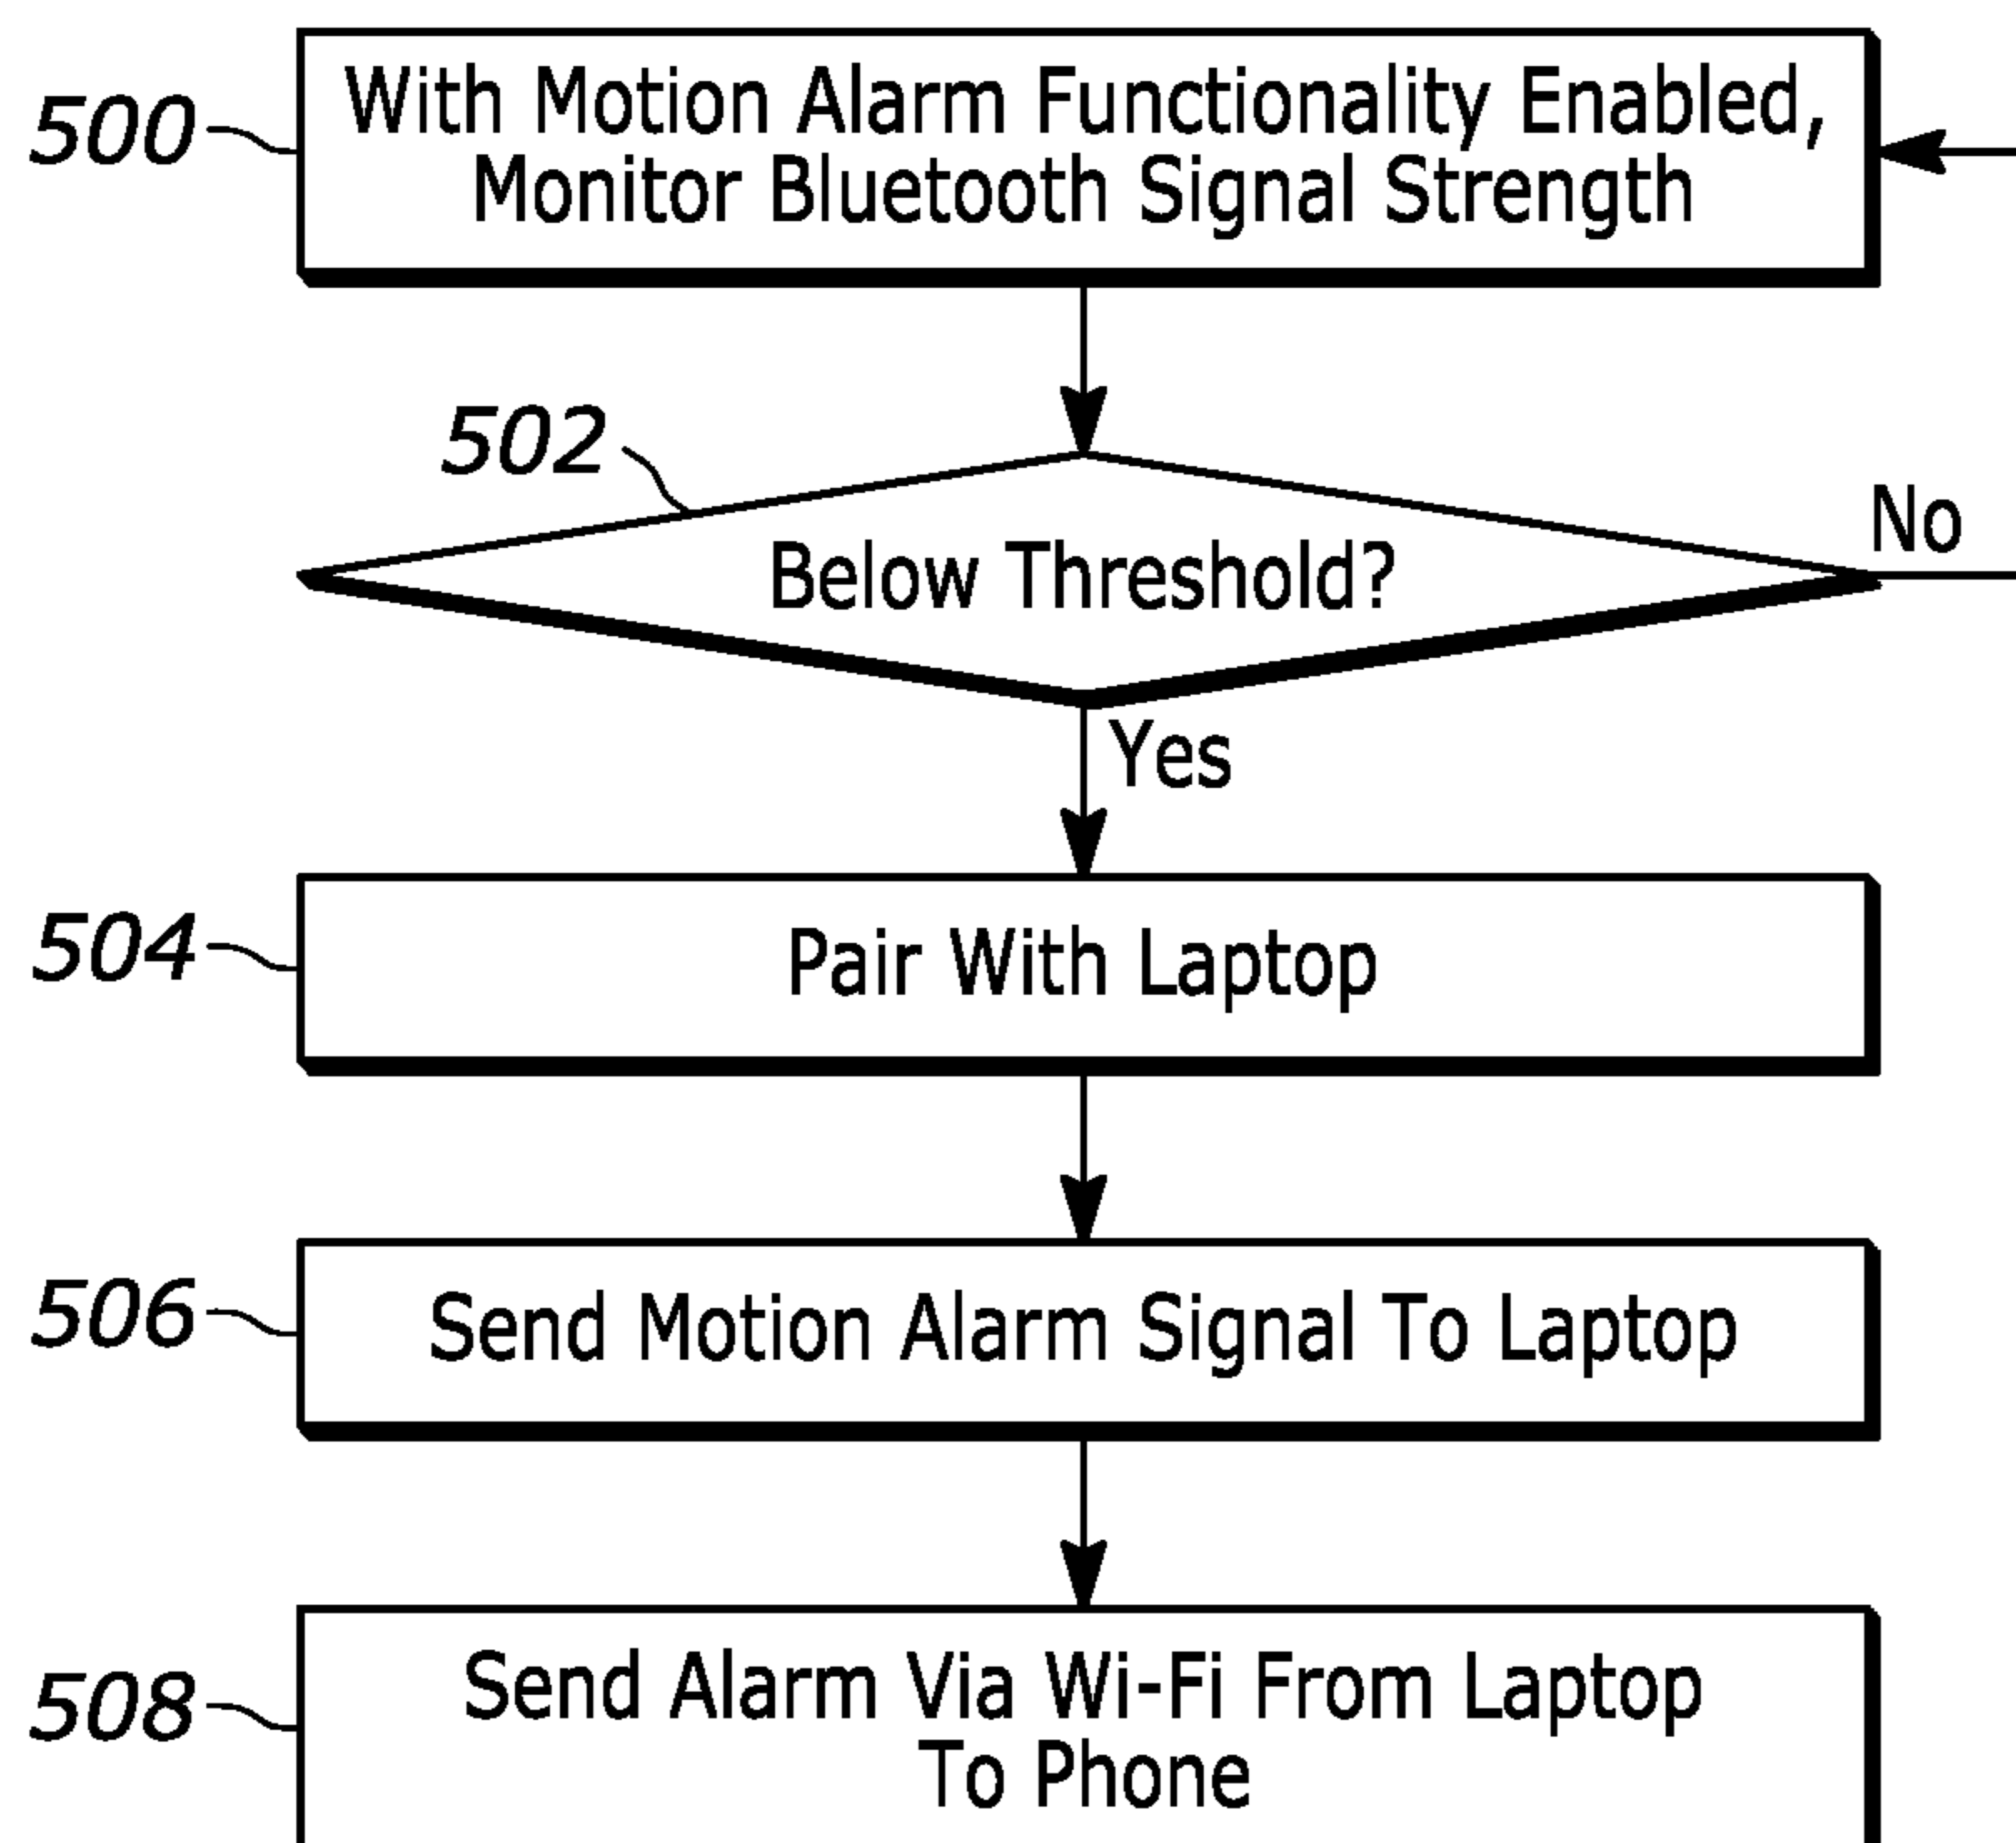 500
With Motion Alarm Functionality Enabled,
Monitor Bluetooth Signal Strength
502
Below Threshold?
No
Yes
504
Pair With Laptop
506
Send Motion Alarm Signal To Laptop
508
Send Alarm Via Wi-Fi From Laptop
To Phone